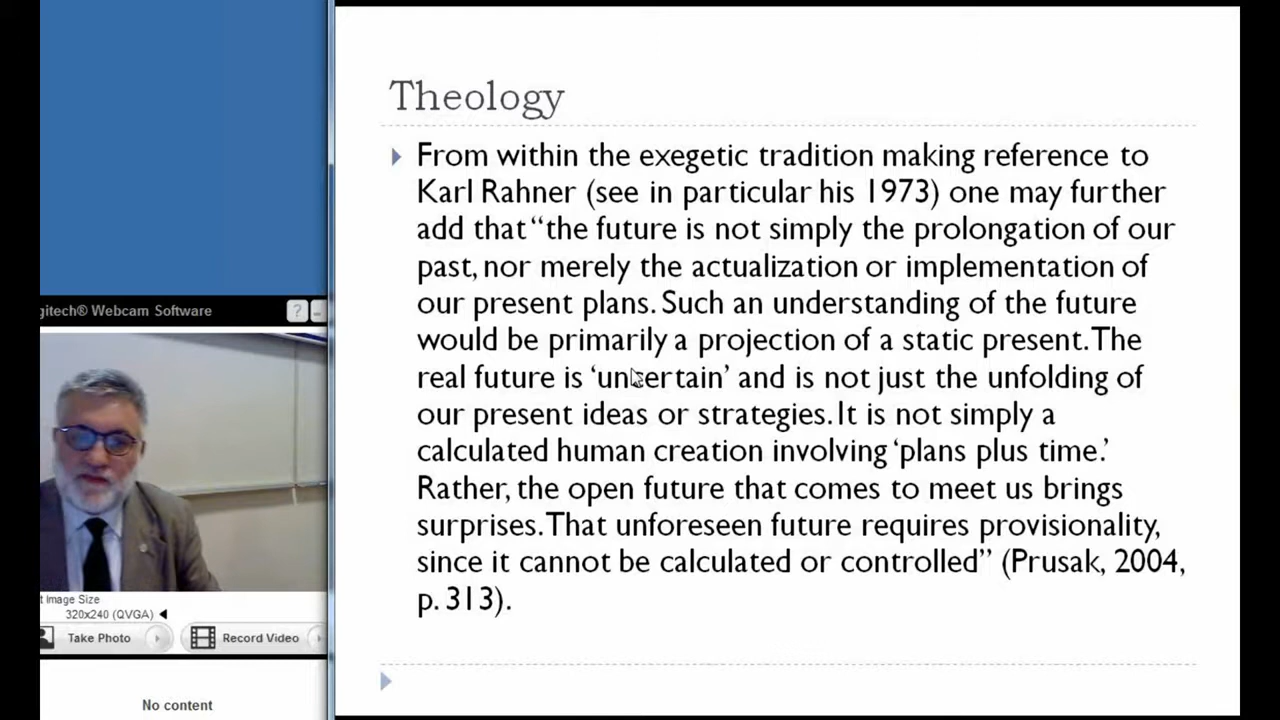 Theology
From within the exegetic tradition making reference to
Karl Rahner (see in particular his 1973) one may further
add that “the future is not simply the prolongation of our
past, nor merely the actualization or implementation of
our present plans. Such an understanding of the future
would be primarily a projection of a static present. The
real future is ‘uncertain’ and is not just the unfolding of
our present ideas or strategies. It is not simply a
calculated human creation involving ‘plans plus time.’
Rather, the open future that comes to meet us brings
surprises. That unforeseen future requires provisionality,
since it cannot be calculated or controlled” (Prusak, 2004,
p. 313).
gitech® Webcam Software
?
t Image Size
320x240 (QVGA)
Take Photo
Record Video
No content